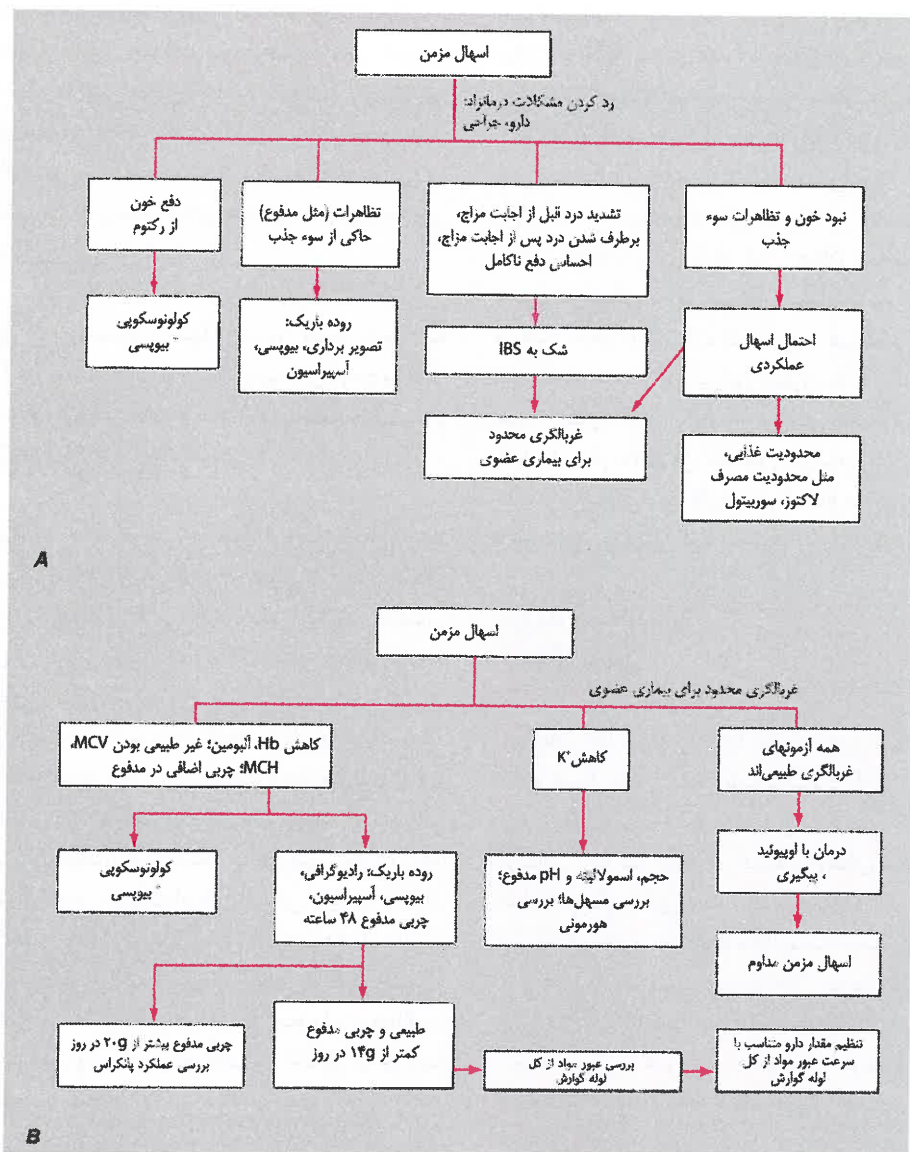 اسهال مزمن
رد کردن مشکلات درمانزاد:
دارو، جراحی
نبود خون و تظاهرات سوء
جذب
تشدید درد قبل از اجابت مزاج،
برطرف شدن درد پس از اجابت مزاج،
احساس دفع ناکامل
تظاهرات (مثل مدفوع)
حاکی از سوء جذب
دفع خون
از رکتوم
احتمال اسهال
عملکردی
شک به IBS
روده باریک:
تصویر برداری، بیوپسی،
آسپیراسیون
کولونوسکوپی
+ بیوپسی
غربالگری محدود
برای بیماری عضوی
محدودیت غذایی،
مثل محدودیت مصرف
لاکتوز، سوربیتول
A
اسهال مزمن
غربالگری محدود برای بیماری عضوی
همه آزمونهای
غربالگری طبیعی‌اند
کاهش K+
کاهش Hb، آلبومین؛ غیر طبیعی بودن MCV،
MCH؛ چربی اضافی در مدفوع
درمان با اوپیوئید
+ پیگیری
حجم، اسمولالیته و pH مدفوع؛
بررسی مسهل‌ها؛ بررسی
هورمونی
روده باریک: رادیوگرافی،
بیوپسی، آسپیراسیون،
چربی مدفوع ۴۸ ساعته
کولونوسکوپی
+ بیوپسی
اسهال مزمن مداوم
تنظیم مقدار دارو متناسب با
سرعت عبور مواد از کل
لوله گوارش
بررسی عبور مواد از کل
لوله گوارش
طبیعی و چربی مدفوع
کمتر از ۱۴g در روز
چربی مدفوع بیشتر از ۲۰g در روز
بررسی عملکرد پانکراس
B